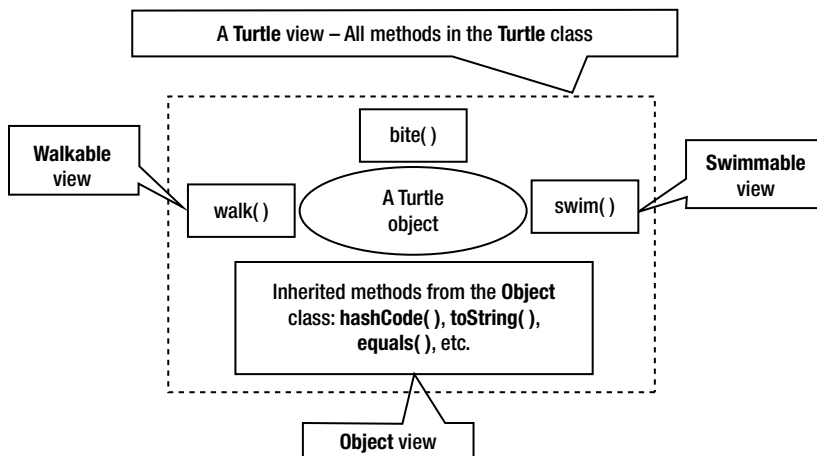 A Turtle view – All methods in the Turtle class
bite( )
Walkable
view
walk( )
A Turtle
object
swim( )
Swimmable
view
Inherited methods from the Object
class: hashCode( ), toString( ),
equals( ), etc.
Object view